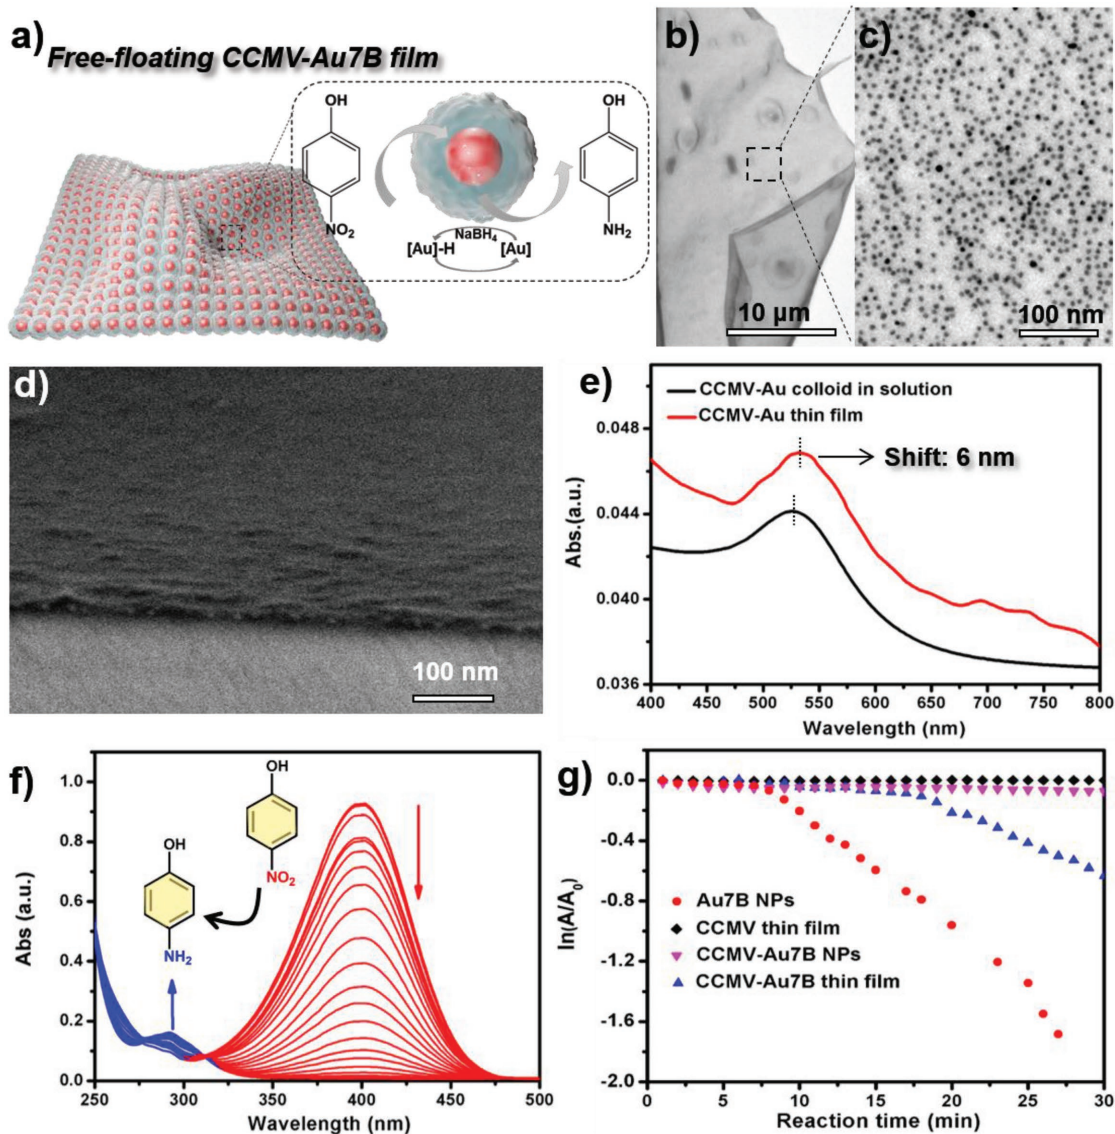 a)
Free-floating CCMV-Au7B film
OH
NO2
NaBH4
[Au]-H
[Au]
OH
NH2
b)
10 µm
c)
100 nm
d)
100 nm
e)
CCMV-Au colloid in solution
CCMV-Au thin film
Shift: 6 nm
0.048
0.044
0.040
0.036
Abs.(a.u.)
400 450 500 550 600 650 700 750 800
Wavelength (nm)
f)
OH
NO2
OH
NH2
1.0
0.8
0.6
0.4
0.2
0.0
Abs (a.u.)
250 300 350 400 450 500
Wavelength (nm)
g)
0.0
-0.4
-0.8
-1.2
-1.6
-2.0
ln(A/A0)
Au7B NPs
CCMV thin film
CCMV-Au7B NPs
CCMV-Au7B thin film
0 5 10 15 20 25 30
Reaction time (min)